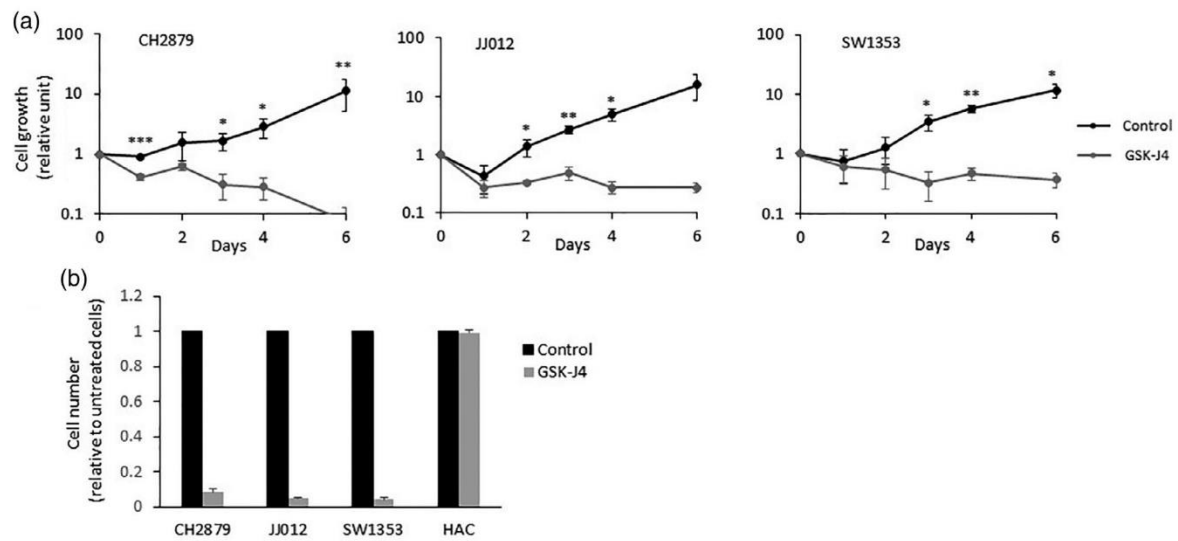 (a)
CH2879
JJ012
SW1353
Cell growth
(relative unit)
100
10
1
0.1
***
*
*
**
0
2
4
6
Days
100
10
1
0.1
*
**
*
0
2
4
6
Days
100
10
1
0.1
*
**
*
0
2
4
6
Days
Control
GSK-J4
(b)
Cell number
(relative to untreated cells)
1.2
1
0.8
0.6
0.4
0.2
0
CH2879
JJ012
SW1353
HAC
Control
GSK-J4